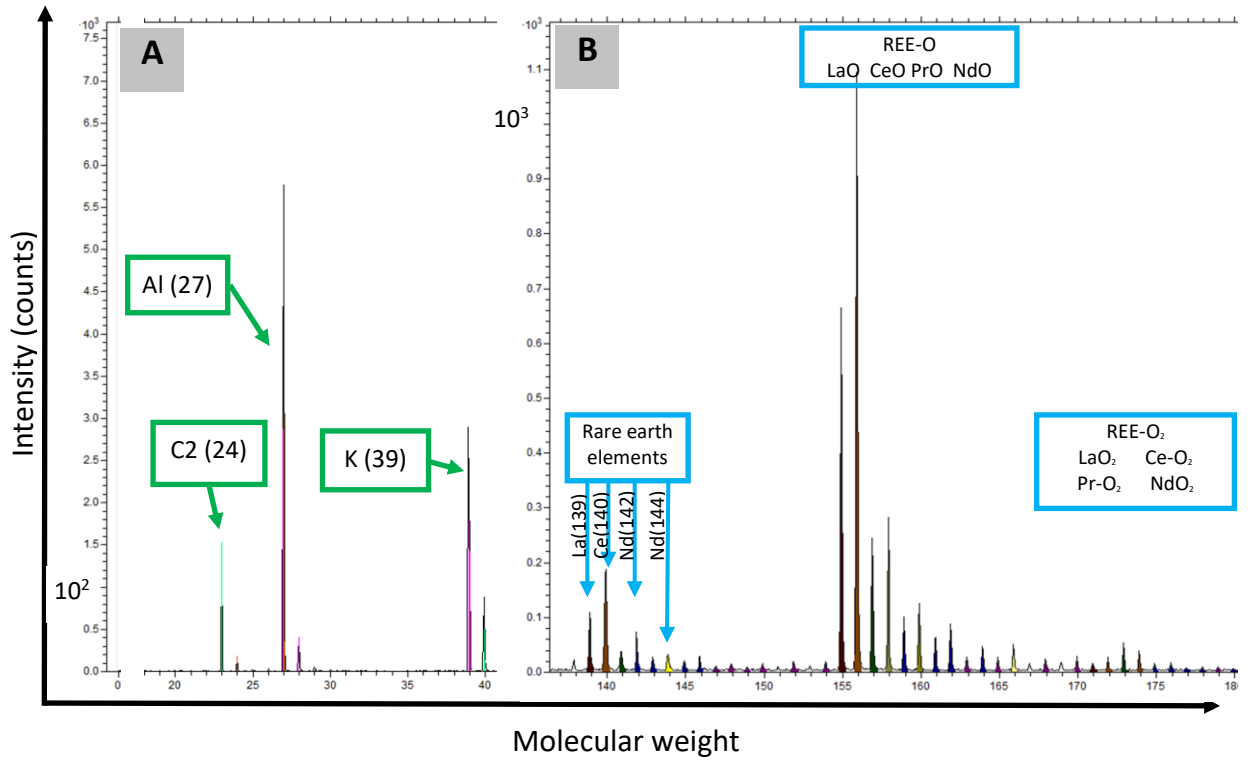 Intensity (counts)
·10³
A
7.5
7.0
6.5
6.0
5.5
5.0
4.5
4.0
3.5
3.0
2.5
2.0
1.5
1.0
0.5
0.0
10²
Al (27)
C2 (24)
K (39)
0 20 25 30 35 40
·10³
B
10³
1.1
0.9
0.8
0.7
0.6
0.5
0.4
0.3
0.2
0.1
0.0
REE-O
LaO CeO PrO NdO
Rare earth
elements
La(139)
Ce(140)
Nd(142)
Nd(144)
REE-O₂
LaO₂ Ce-O₂
Pr-O₂ NdO₂
140 145 150 155 160 165 170 175 180
Molecular weight